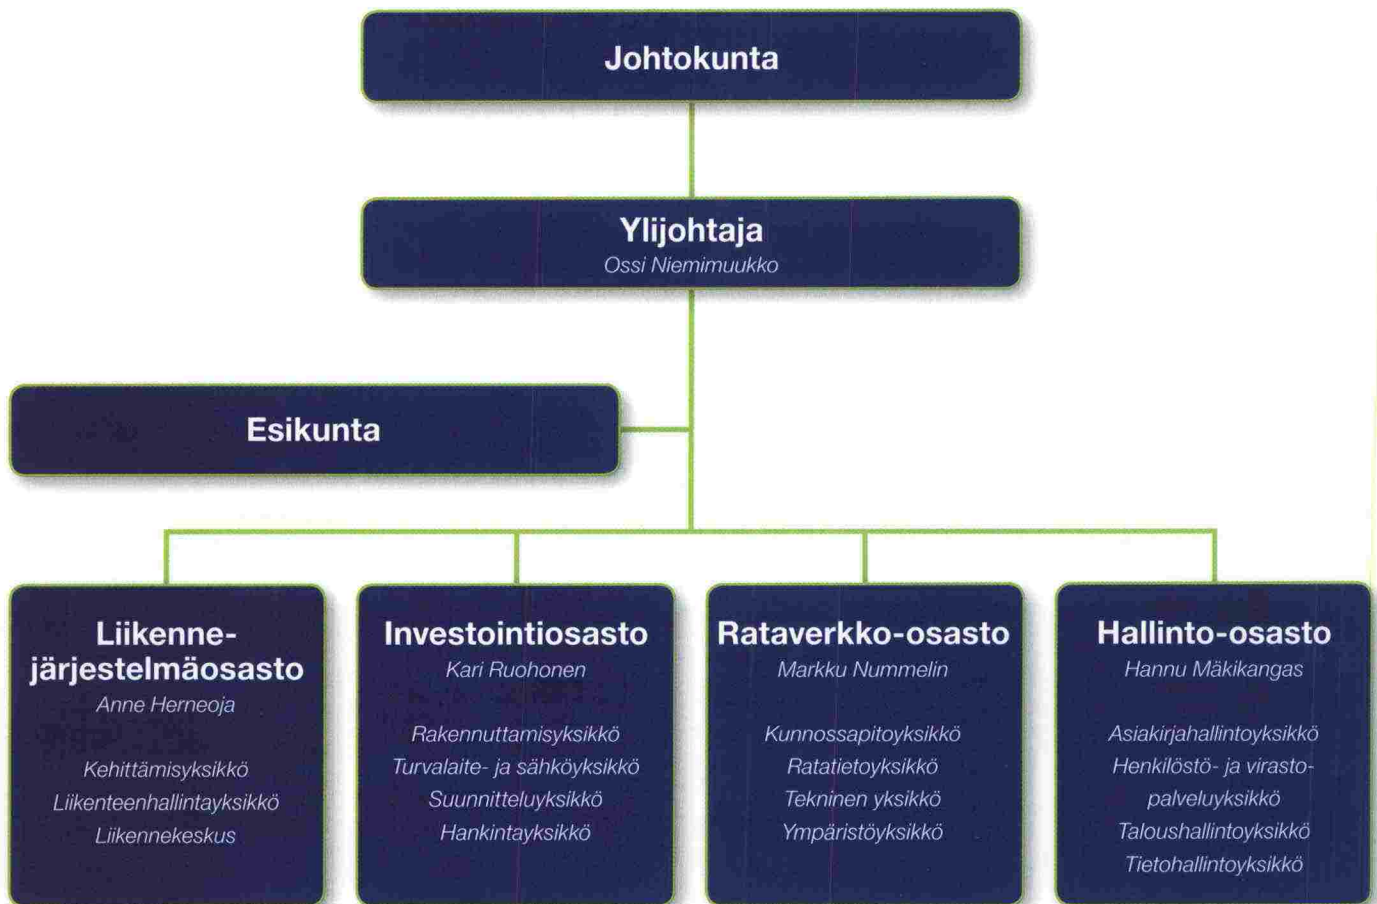 Johtokunta
Ylijohtaja
Ossi Niemimuukko
Esikunta
Liikenne-
järjestelmäosasto
Anne Herneoja
Kehittämisyksikkö
Liikenteenhallintayksikkö
Liikennekeskus
Investointiosasto
Kari Ruohonen
Rakennuttamisyksikkö
Turvalaite- ja sähköyksikkö
Suunnitteluyksikkö
Hankintayksikkö
Rataverkko-osasto
Markku Nummelin
Kunnossapitoyksikkö
Ratatietoyksikkö
Tekninen yksikkö
Ympäristöyksikkö
Hallinto-osasto
Hannu Mäkikangas
Asiakirjahallintoyksikkö
Henkilöstö- ja virasto-
palveluyksikkö
Taloushallintoyksikkö
Tietohallintoyksikkö